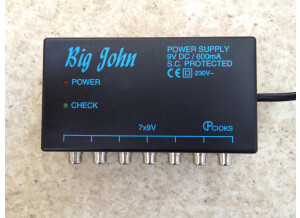 Big John
POWER SUPPLY
9V DC / 600mA
S.C. PROTECTED
CE 230V~
POWER
CHECK
7x9V
CIOKS